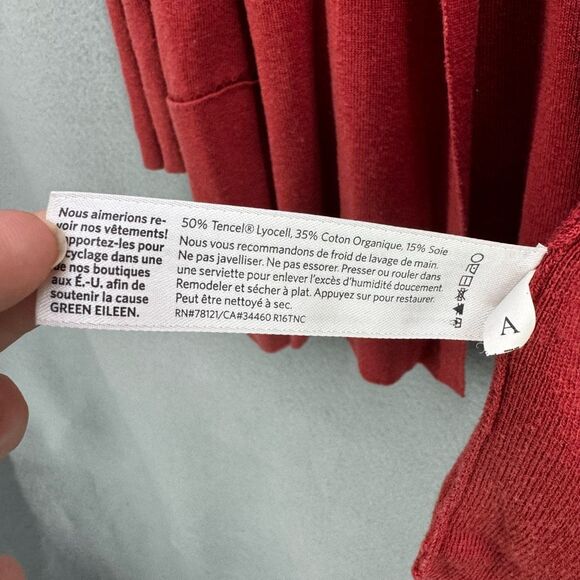 Nous aimerions re-
voir nos vêtements!
pportez-les pour
cyclage dans une
e nos boutiques
aux É.-U. afin de
soutenir la cause
GREEN EILEEN.
50% Tencel® Lyocell, 35% Coton Organique, 15% Soie
Nous vous recommandons de froid de lavage de main.
Ne pas javelliser. Ne pas essorer. Presser ou rouler dans
une serviette pour enlever l'excès d'humidité doucement.
Remodeler et sécher à plat. Appuyez sur pour restaurer.
Peut être nettoyé à sec.
RN#78121/CA#34460 R16TNC
A